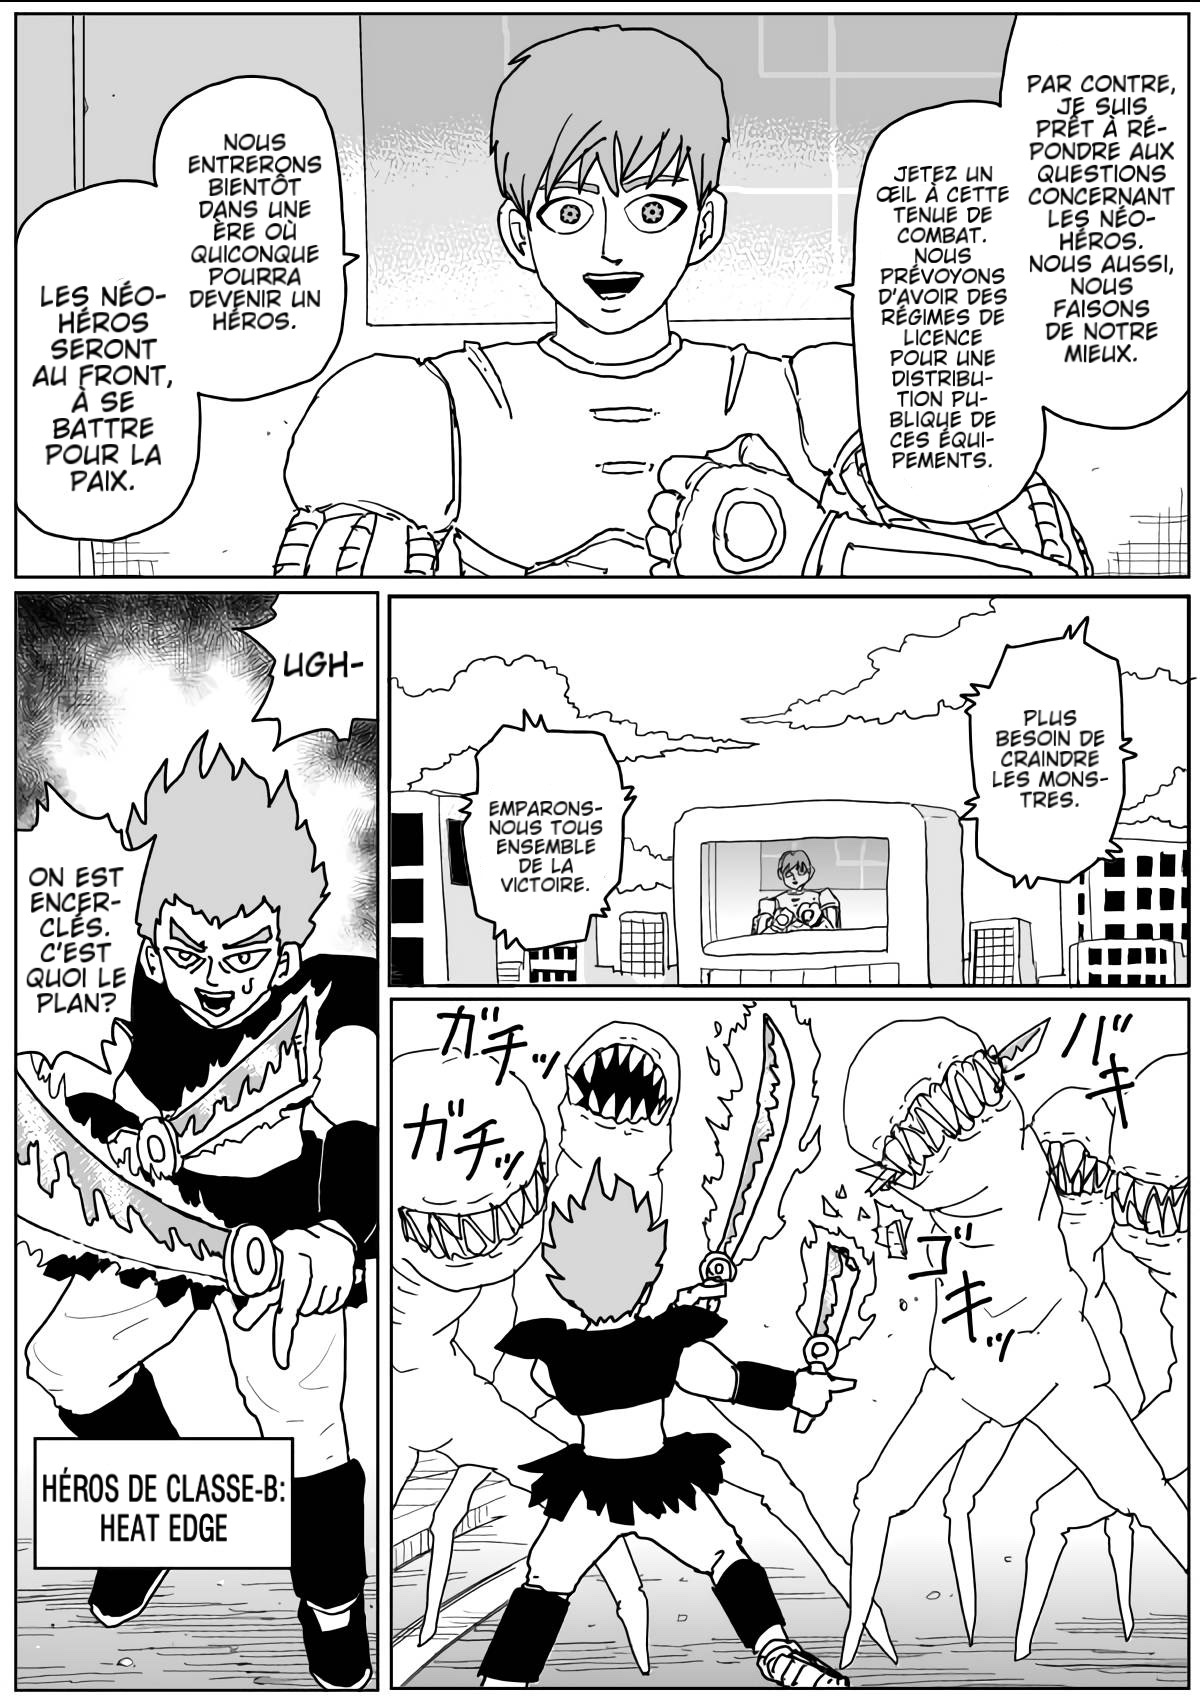 PAR CONTRE,
JE SUIS
PRÊT À RÉ-
PONDRE AUX
QUESTIONS
CONCERNANT
LES NÉO-
HÉROS.
NOUS AUSSI,
NOUS
FAISONS
DE NOTRE
MIEUX.
JETEZ UN
ŒIL À CETTE
TENUE DE
COMBAT.
NOUS
PRÉVOYONS
D'AVOIR DES
RÉGIMES DE
LICENCE
POUR UNE
DISTRIBU-
TION PU-
BLIQUE DE
CES ÉQUI-
PEMENTS.
NOUS
ENTRERONS
BIENTÔT
DANS UNE
ÈRE OÙ
QUICONQUE
POURRA
DEVENIR UN
HÉROS.
LES NÉO-
HÉROS
SERONT
AU FRONT,
À SE
BATTRE
POUR LA
PAIX.
PLUS
BESOIN DE
CRAINDRE
LES MONS-
TRES.
EMPARONS-
NOUS TOUS
ENSEMBLE
DE LA
VICTOIRE.
バキ
ゴキッ
ガチッ
ガチッ
UGH-
ON EST
ENCER-
CLÉS.
C'EST
QUOI LE
PLAN?
HÉROS DE CLASSE-B:
HEAT EDGE